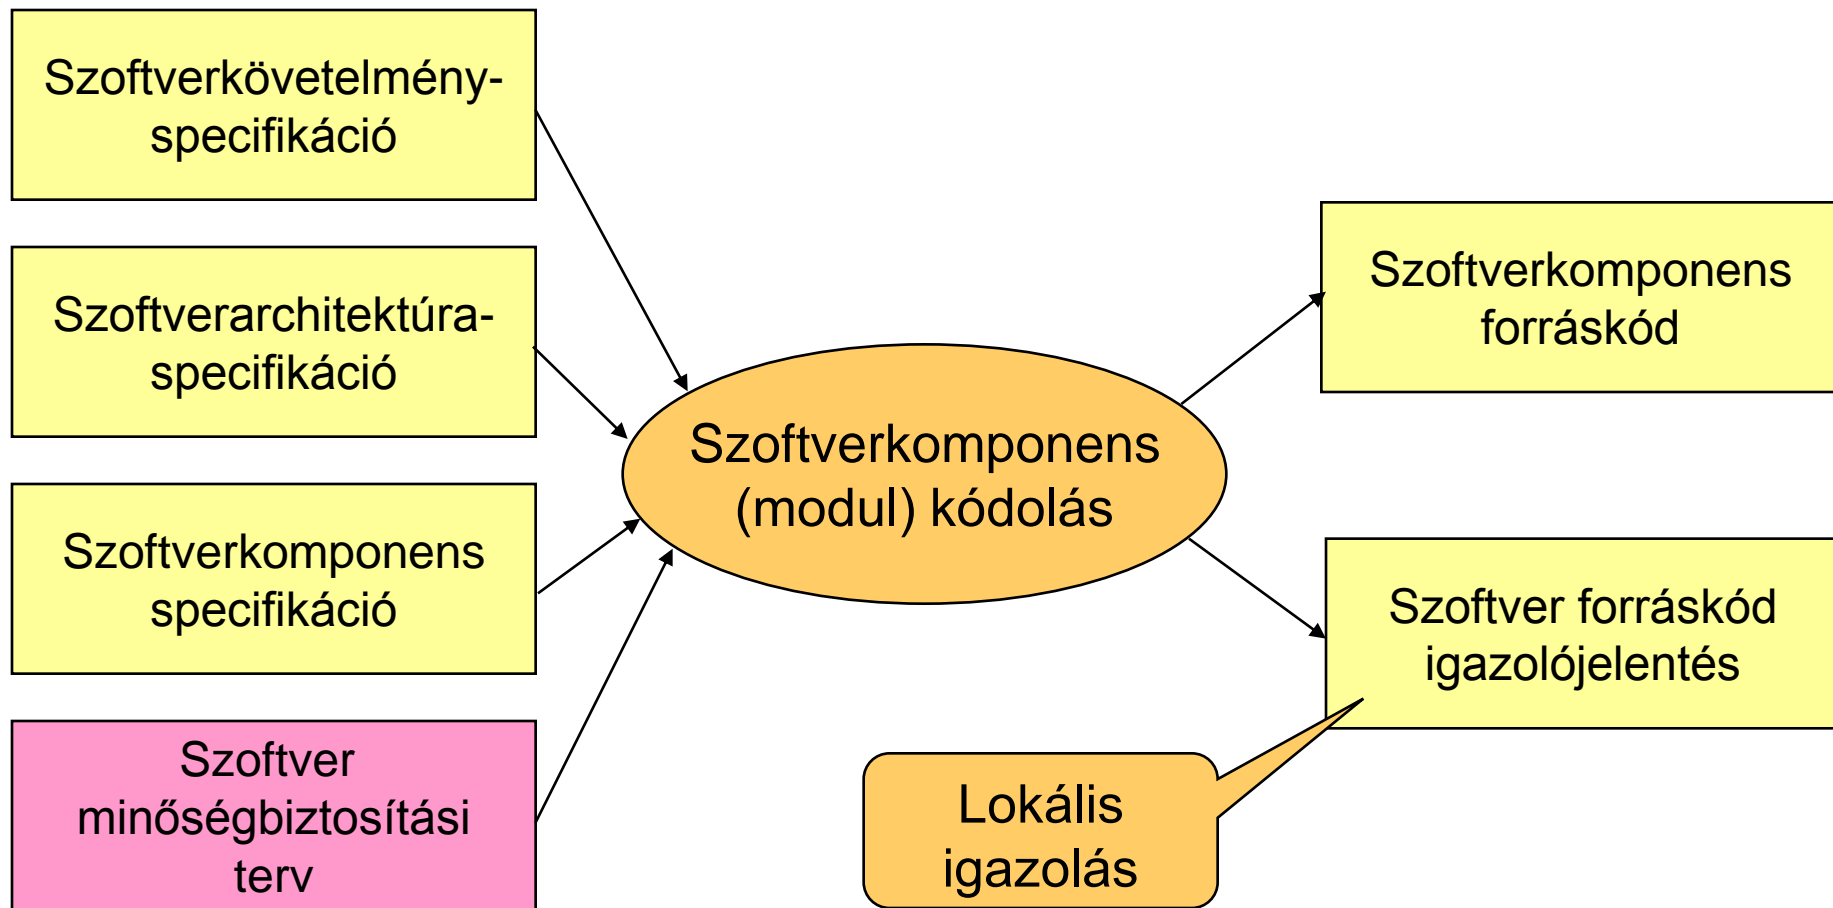 Szoftverkövetelmény-
specifikáció
Szoftverarchitektúra-
specifikáció
Szoftverkomponens
specifikáció
Szoftver
minőségbiztosítási
terv
Szoftverkomponens
(modul) kódolás
Szoftverkomponens
forráskód
Szoftver forráskód
igazolójelentés
Lokális
igazolás